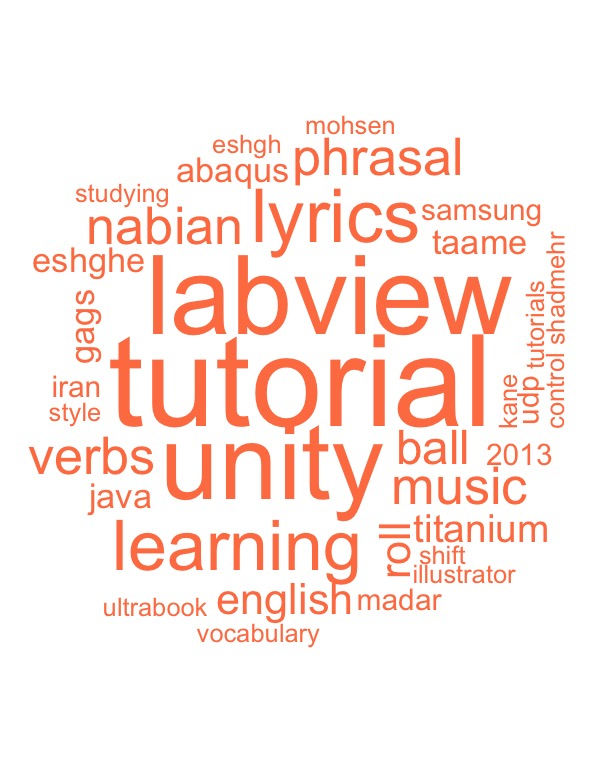 mohsen
eshgh
abaqus phrasal
studying
nabian lyrics samsung
taame
eshghe
labview
gags
tutorials
control shadmehr
tutorial
kane
udp
iran
style
verbs unity ball 2013
java music
learning roll titanium
shift
illustrator
ultrabook english madar
vocabulary